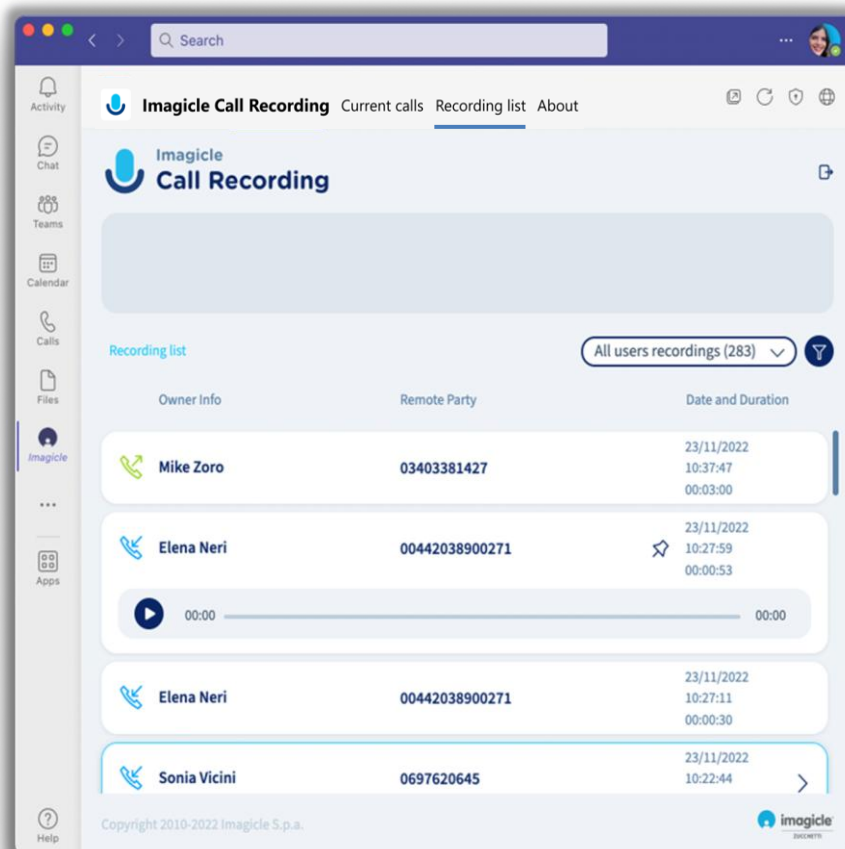 Search
Activity
Chat
Teams
Calendar
Calls
Files
Imagicle
Apps
Help
Imagicle Call Recording Current calls Recording list About
Imagicle
Call Recording
Recording list
All users recordings (283)
Owner Info Remote Party Date and Duration
Mike Zoro 03403381427 23/11/2022
10:37:47
00:03:00
Elena Neri 00442038900271 23/11/2022
10:27:59
00:00:53
00:00 00:00
Elena Neri 00442038900271 23/11/2022
10:27:11
00:00:30
Sonia Vicini 0697620645 23/11/2022
10:22:44
Copyright 2010-2022 Imagicle S.p.a.
imagicle
ZUCCHETTI